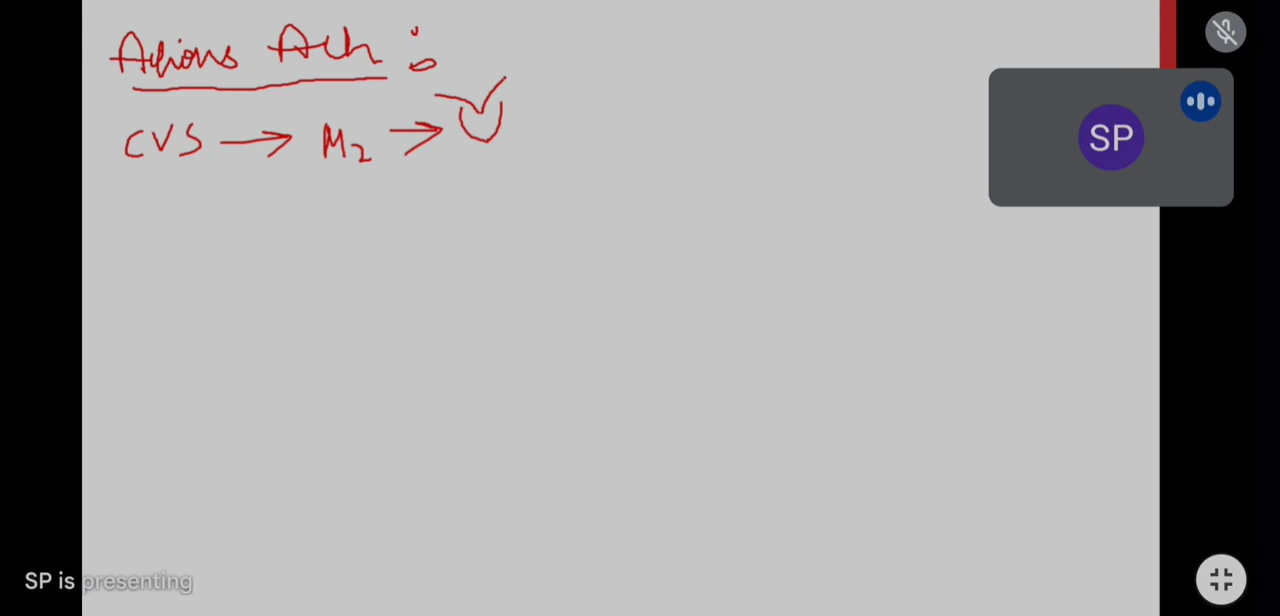 Actions Ach :
CVS → M2 →
SP
SP is presenting